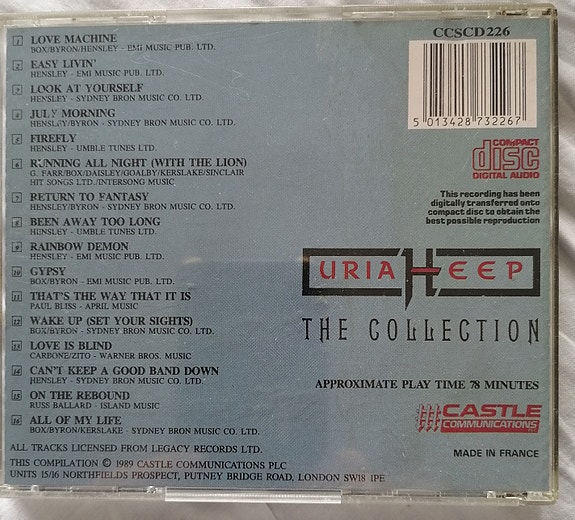 1 LOVE MACHINE
BOX/BYRON/HENSLEY - EMI MUSIC PUB. LTD.
2 EASY LIVIN'
HENSLEY - EMI MUSIC PUB. LTD.
3 LOOK AT YOURSELF
HENSLEY - SYDNEY BRON MUSIC CO. LTD.
4 JULY MORNING
HENSLEY/BYRON - SYDNEY BRON MUSIC CO. LTD.
5 FIREFLY
HENSLEY - UMBLE TUNES LTD.
6 RUNNING ALL NIGHT (WITH THE LION)
G. FARR/BOX/DAISLEY/GOALBY/KERSLAKE/SINCLAIR
HIT SONGS LTD./INTERSONG MUSIC
7 RETURN TO FANTASY
HENSLEY/BYRON - SYDNEY BRON MUSIC CO. LTD.
8 BEEN AWAY TOO LONG
HENSLEY - UMBLE TUNES LTD.
9 RAINBOW DEMON
HENSLEY - EMI MUSIC PUB. LTD.
10 GYPSY
BOX/BYRON - EMI MUSIC PUB. LTD.
11 THAT'S THE WAY THAT IT IS
PAUL BLISS - APRIL MUSIC
12 WAKE UP (SET YOUR SIGHTS)
BOX/BYRON - SYDNEY BRON MUSIC CO. LTD.
13 LOVE IS BLIND
CARBONE/ZITO - WARNER BROS. MUSIC
14 CAN'T KEEP A GOOD BAND DOWN
HENSLEY - SYDNEY BRON MUSIC CO. LTD.
15 ON THE REBOUND
RUSS BALLARD - ISLAND MUSIC
16 ALL OF MY LIFE
BOX/BYRON/KERSLAKE - SYDNEY BRON MUSIC CO. LTD.
ALL TRACKS LICENSED FROM LEGACY RECORDS LTD.
THIS COMPILATION © 1989 CASTLE COMMUNICATIONS PLC
UNITS 15/16 NORTHFIELDS PROSPECT, PUTNEY BRIDGE ROAD, LONDON SW18 1PE
CCSCD 226
5 013428 732267
COMPACT
disc
DIGITAL AUDIO
This recording has been
digitally transferred onto
compact disc to obtain the
best possible reproduction
URIAH EEP
THE COLLECTION
APPROXIMATE PLAY TIME 78 MINUTES
CASTLE
COMMUNICATIONS
MADE IN FRANCE